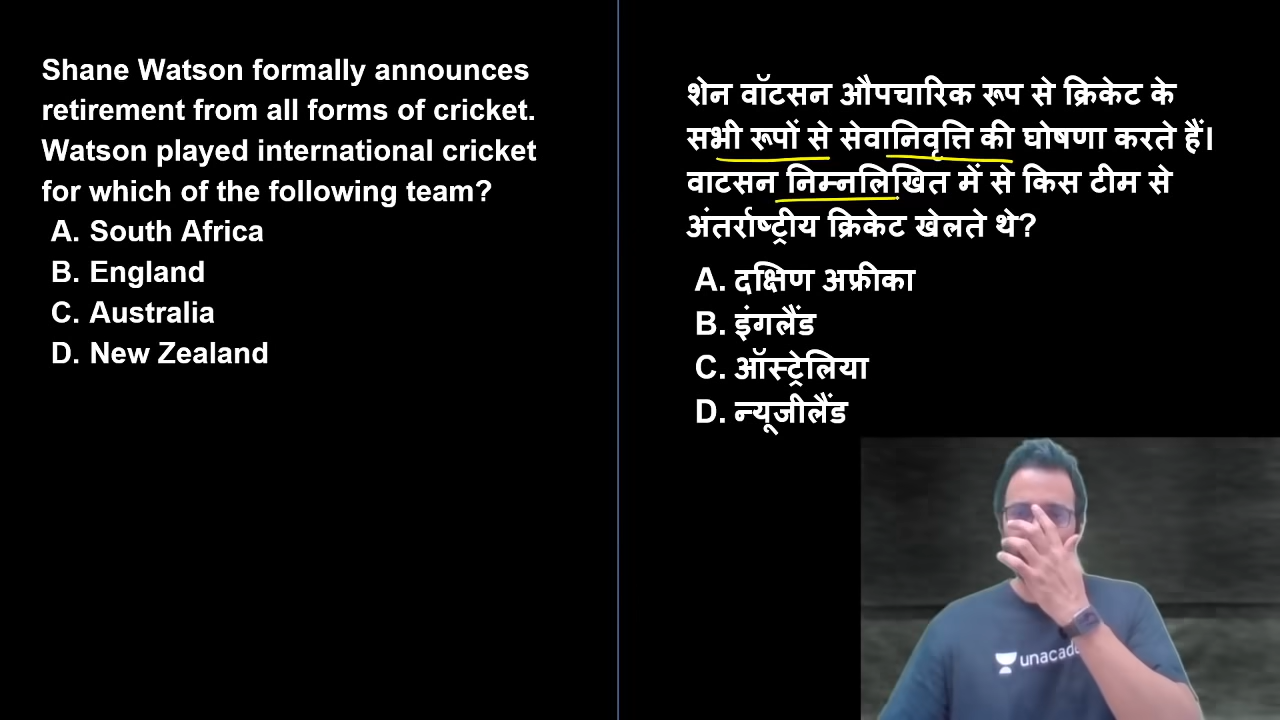 Shane Watson formally announces
retirement from all forms of cricket.
Watson played international cricket
for which of the following team?
A. South Africa
B. England
C. Australia
D. New Zealand
शेन वॉटसन औपचारिक रूप से क्रिकेट के
सभी रूपों से सेवानिवृत्ति की घोषणा करते हैं।
वाटसन निम्नलिखित में से किस टीम से
अंतर्राष्ट्रीय क्रिकेट खेलते थे?
A. दक्षिण अफ्रीका
B. इंगलैंड
C. ऑस्ट्रेलिया
D. न्यूजीलैंड
unacade